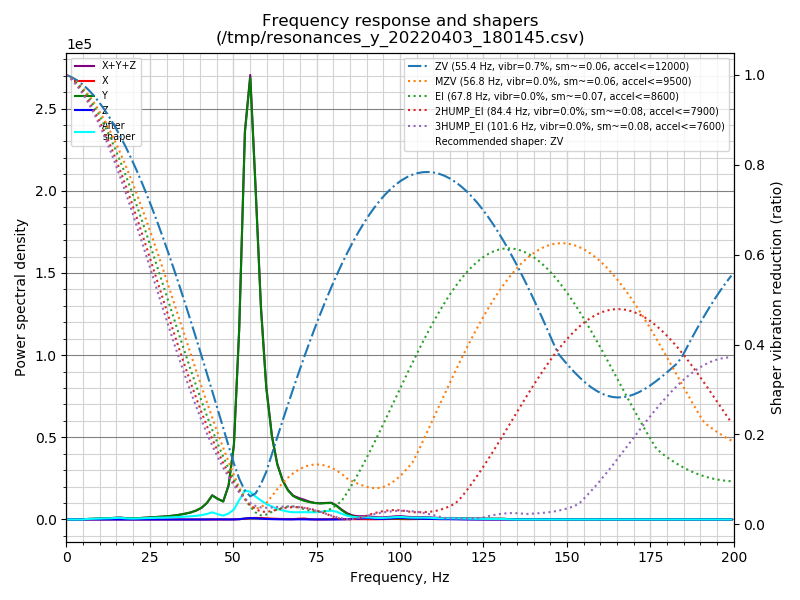 Frequency response and shapers
(/tmp/resonances_y_20220403_180145.csv)
1e5
X+Y+Z
X
Y
Z
After
shaper
ZV (55.4 Hz, vibr=0.7%, sm~=0.06, accel<=12000)
MZV (56.8 Hz, vibr=0.0%, sm~=0.06, accel<=9500)
EI (67.8 Hz, vibr=0.0%, sm~=0.07, accel<=8600)
2HUMP_EI (84.4 Hz, vibr=0.0%, sm~=0.08, accel<=7900)
3HUMP_EI (101.6 Hz, vibr=0.0%, sm~=0.08, accel<=7600)
Recommended shaper: ZV
2.5
2.0
1.5
1.0
0.5
0.0
Power spectral density
1.0
0.8
0.6
0.4
0.2
0.0
Shaper vibration reduction (ratio)
0 25 50 75 100 125 150 175 200
Frequency, Hz